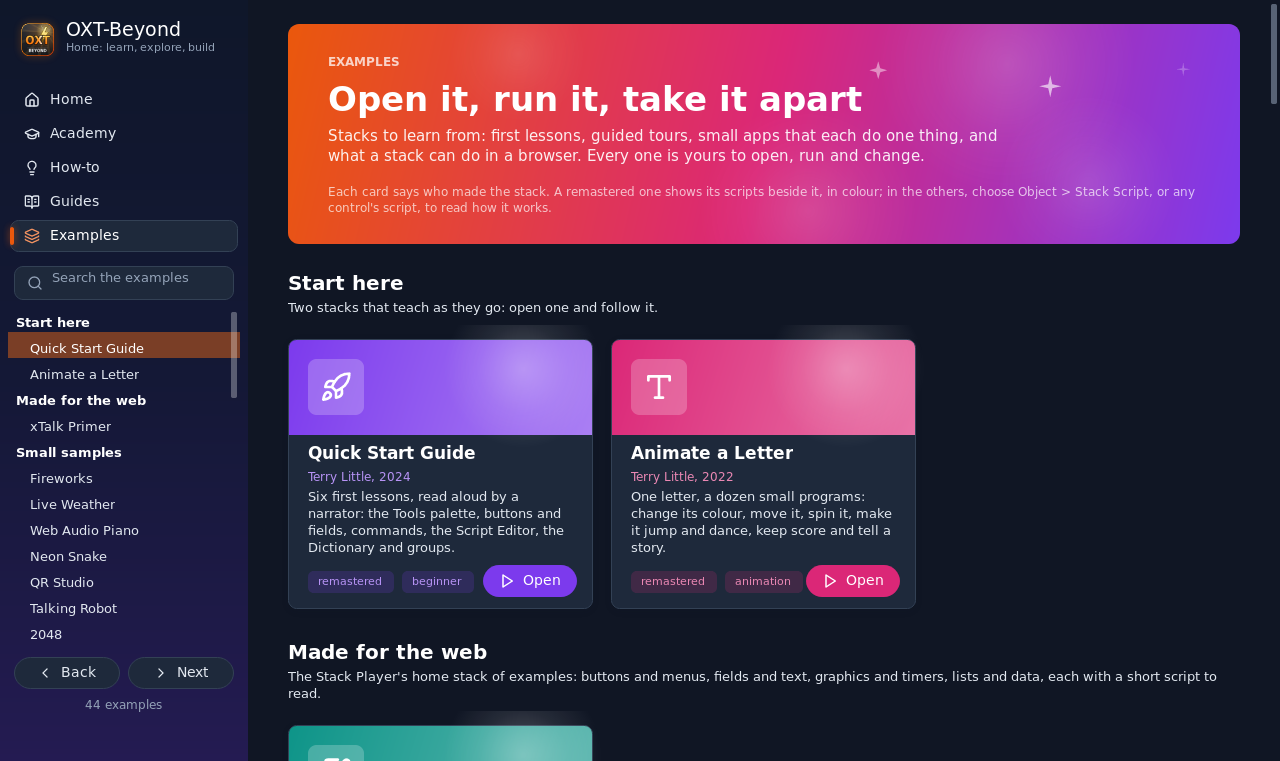 OXT
BEYOND
OXT-Beyond
Home: learn, explore, build
Home
Academy
How-to
Guides
Examples
Search the examples
Start here
Quick Start Guide
Animate a Letter
Made for the web
xTalk Primer
Small samples
Fireworks
Live Weather
Web Audio Piano
Neon Snake
QR Studio
Talking Robot
2048
Back
Next
44 examples
EXAMPLES
Open it, run it, take it apart
Stacks to learn from: first lessons, guided tours, small apps that each do one thing, and
what a stack can do in a browser. Every one is yours to open, run and change.
Each card says who made the stack. A remastered one shows its scripts beside it, in colour; in the others, choose Object > Stack Script, or any
control's script, to read how it works.
Start here
Two stacks that teach as they go: open one and follow it.
Quick Start Guide
Terry Little, 2024
Six first lessons, read aloud by a
narrator: the Tools palette, buttons and
fields, commands, the Script Editor, the
Dictionary and groups.
remastered
beginner
Open
Animate a Letter
Terry Little, 2022
One letter, a dozen small programs:
change its colour, move it, spin it, make
it jump and dance, keep score and tell a
story.
remastered
animation
Open
Made for the web
The Stack Player's home stack of examples: buttons and menus, fields and text, graphics and timers, lists and data, each with a short script to
read.